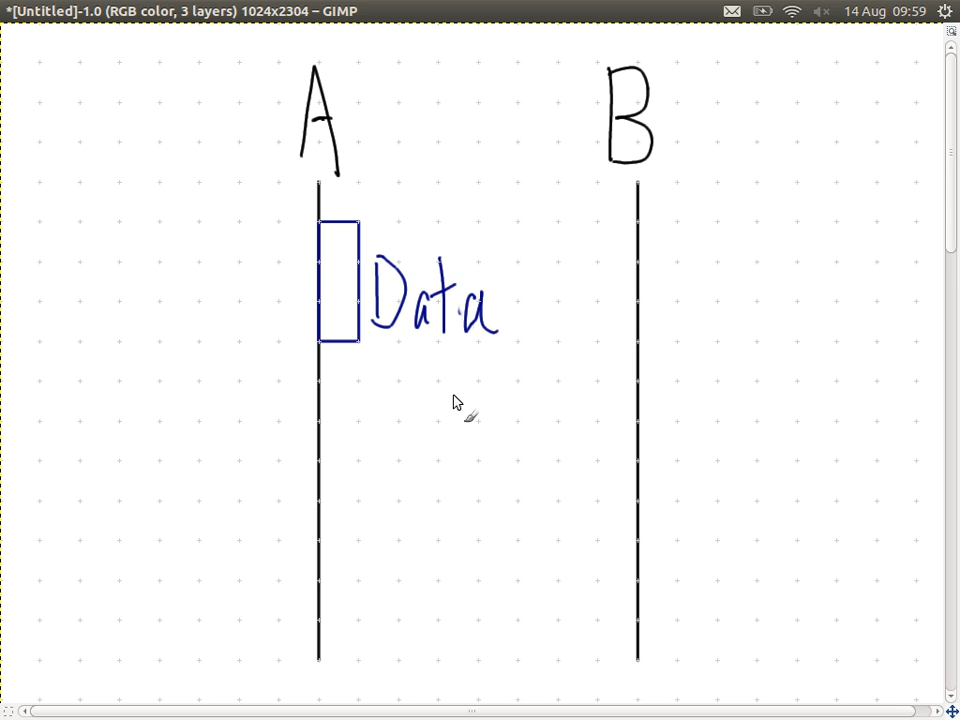 *[Untitled]-1.0 (RGB color, 3 layers) 1024x2304 – GIMP 14 Aug 09:59
A B
Data